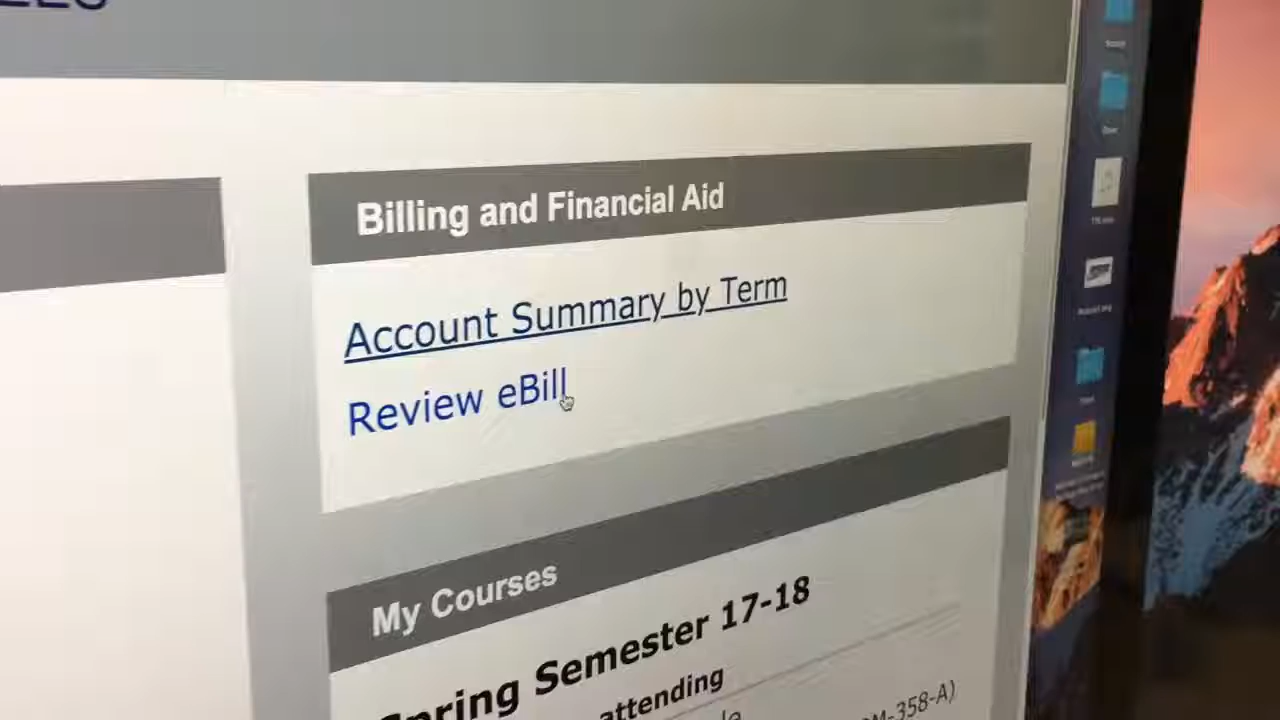 Billing and Financial Aid
Account Summary by Term
Review eBill
My Courses
Spring Semester 17-18
attending